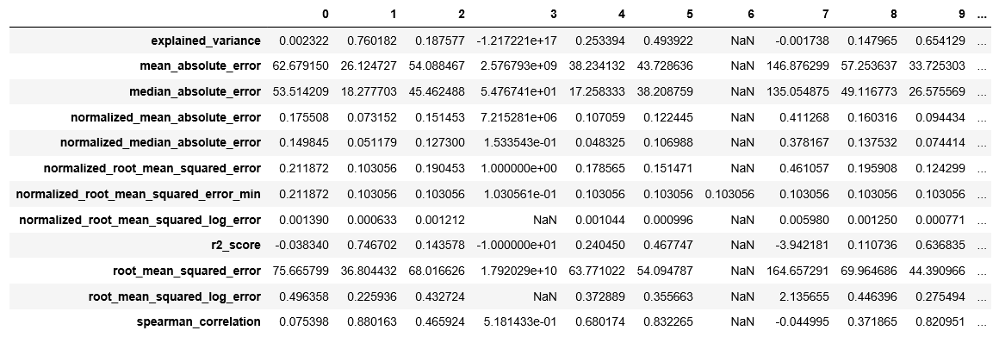 0 1 2 3 4 5 6 7 8 9 ...
explained_variance 0.002322 0.760182 0.187577 -1.217221e+17 0.253394 0.493922 NaN -0.001738 0.147965 0.654129 ...
mean_absolute_error 62.679150 26.124727 54.088467 2.576793e+09 38.234132 43.728636 NaN 146.876299 57.253637 33.725303 ...
median_absolute_error 53.514209 18.277703 45.462488 5.476741e+01 17.258333 38.208759 NaN 135.054875 49.116773 26.575569 ...
normalized_mean_absolute_error 0.175508 0.073152 0.151453 7.215281e+06 0.107059 0.122445 NaN 0.411268 0.160316 0.094434 ...
normalized_median_absolute_error 0.149845 0.051179 0.127300 1.533543e-01 0.048325 0.106988 NaN 0.378167 0.137532 0.074414 ...
normalized_root_mean_squared_error 0.211872 0.103056 0.190453 1.000000e+00 0.178565 0.151471 NaN 0.461057 0.195908 0.124299 ...
normalized_root_mean_squared_error_min 0.211872 0.103056 0.103056 1.030561e-01 0.103056 0.103056 0.103056 0.103056 0.103056 0.103056 ...
normalized_root_mean_squared_log_error 0.001390 0.000633 0.001212 NaN 0.001044 0.000996 NaN 0.005980 0.001250 0.000771 ...
r2_score -0.038340 0.746702 0.143578 -1.000000e+01 0.240450 0.467747 NaN -3.942181 0.110736 0.636835 ...
root_mean_squared_error 75.665799 36.804432 68.016626 1.792029e+10 63.771022 54.094787 NaN 164.657291 69.964686 44.390966 ...
root_mean_squared_log_error 0.496358 0.225936 0.432724 NaN 0.372889 0.355663 NaN 2.135655 0.446396 0.275494 ...
spearman_correlation 0.075398 0.880163 0.465924 5.181433e-01 0.680174 0.832265 NaN -0.044995 0.371865 0.820951 ...